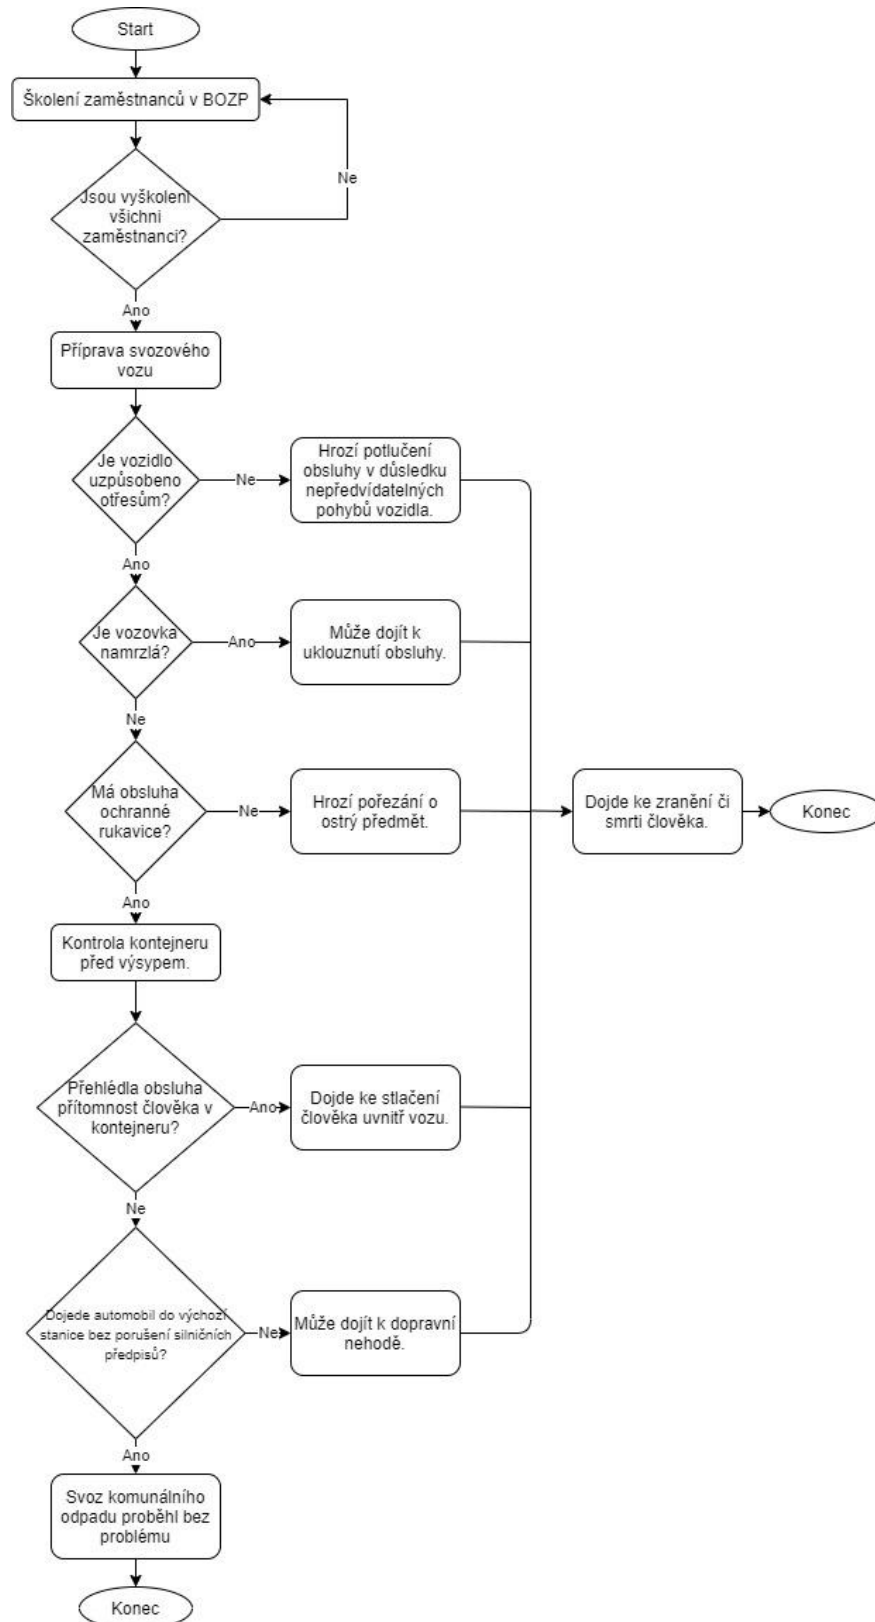 Start
Školení zaměstnanců v BOZP
Ne
Jsou vyškolení
všichni
zaměstnanci?
Ano
Příprava svozového
vozu
Je vozidlo
uzpůsobeno
otřesům?
Ne
Hrozí potlučení
obsluhy v důsledku
nepředvídatelných
pohybů vozidla.
Ano
Je vozovka
namrzlá?
Ano
Může dojít k
uklouznutí obsluhy.
Ne
Má obsluha
ochranné
rukavice?
Ne
Hrozí pořezání o
ostrý předmět.
Dojde ke zranění či
smrti člověka.
Konec
Ano
Kontrola kontejneru
před výsypem.
Přehlédla obsluha
přítomnost člověka v
kontejneru?
Ano
Dojde ke stlačení
člověka uvnitř vozu.
Ne
Dojede automobil do výchozí
stanice bez porušení silničních
předpisů?
Ne
Může dojít k dopravní
nehodě.
Ano
Svoz komunálního
odpadu proběhl bez
problému
Konec